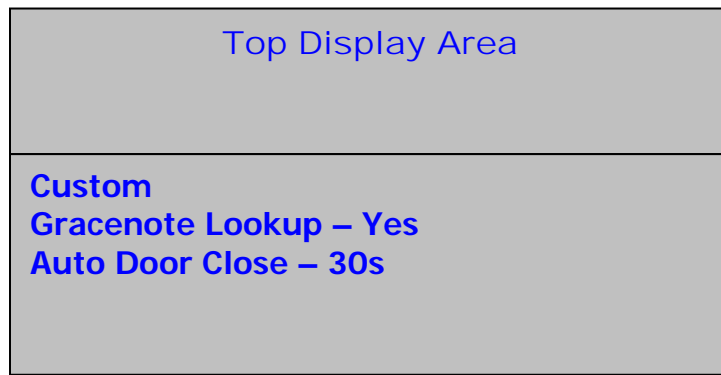 Top Display Area
Custom
Gracenote Lookup – Yes
Auto Door Close – 30s